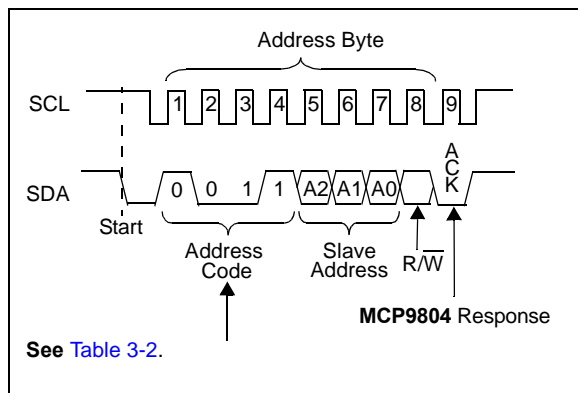 Address Byte
SCL 1 2 3 4 5 6 7 8 9
SDA 0 0 1 1 A2 A1 A0 ACK
Start
Address Code
Slave Address
R/W̅
MCP9804 Response
See Table 3-2.